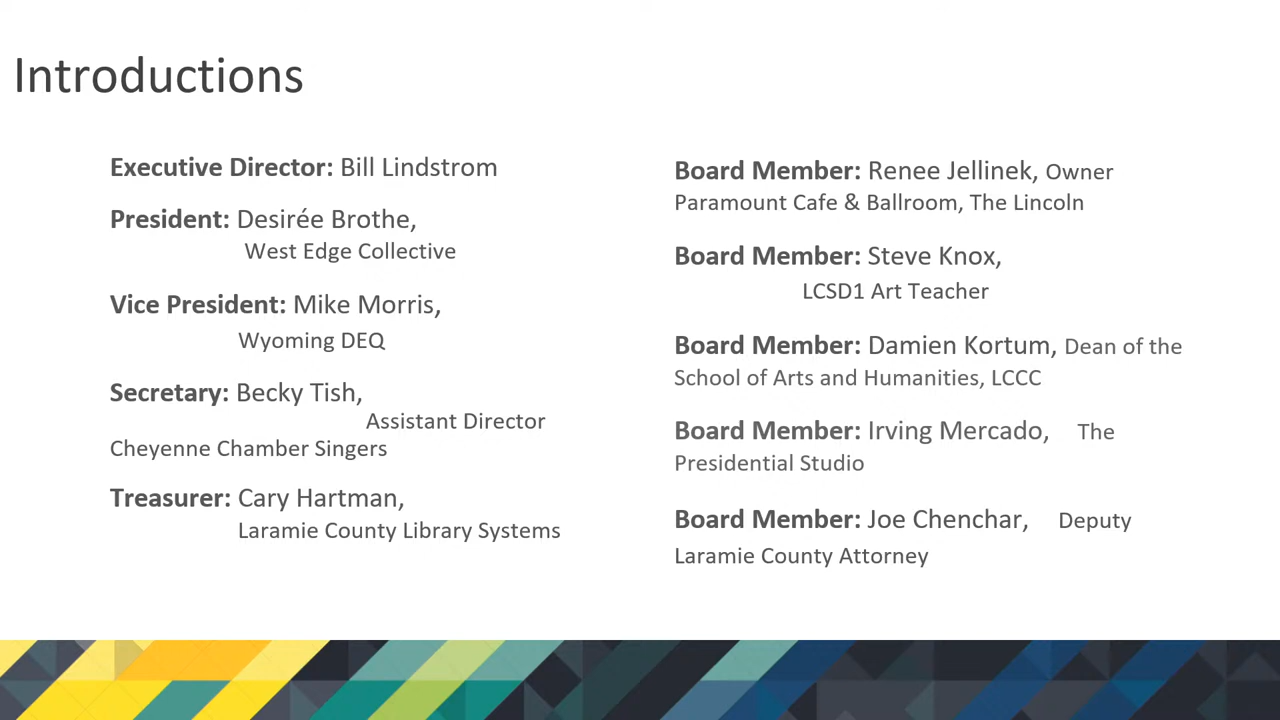 Introductions
Executive Director: Bill Lindstrom
President: Desirée Brothe,
West Edge Collective
Vice President: Mike Morris,
Wyoming DEQ
Secretary: Becky Tish,
Assistant Director
Cheyenne Chamber Singers
Treasurer: Cary Hartman,
Laramie County Library Systems
Board Member: Renee Jellinek, Owner
Paramount Cafe & Ballroom, The Lincoln
Board Member: Steve Knox,
LCSD1 Art Teacher
Board Member: Damien Kortum, Dean of the
School of Arts and Humanities, LCCC
Board Member: Irving Mercado, The
Presidential Studio
Board Member: Joe Chenchar, Deputy
Laramie County Attorney